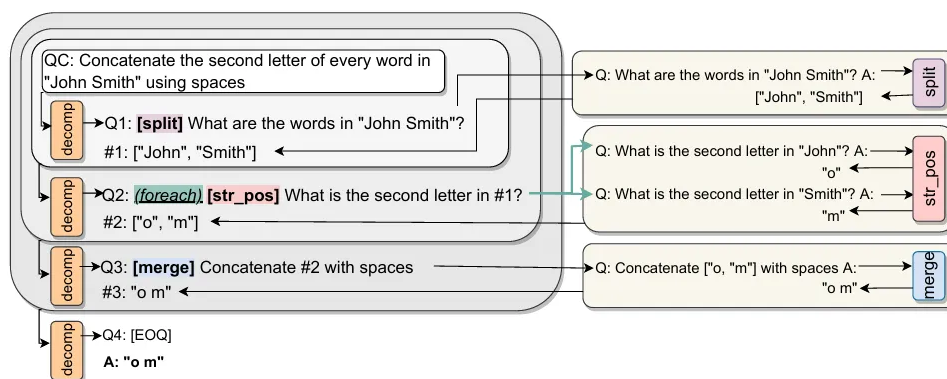 QC: Concatenate the second letter of every word in
"John Smith" using spaces
decomp
Q1: [split] What are the words in "John Smith"?
#1: ["John", "Smith"]
decomp
Q2: (foreach) [str_pos] What is the second letter in #1?
#2: ["o", "m"]
decomp
Q3: [merge] Concatenate #2 with spaces
#3: "o m"
decomp
Q4: [EOQ]
A: "o m"
Q: What are the words in "John Smith"? A:
["John", "Smith"]
split
Q: What is the second letter in "John"? A:
"o"
Q: What is the second letter in "Smith"? A:
"m"
str_pos
Q: Concatenate ["o, "m"] with spaces A:
"o m"
merge